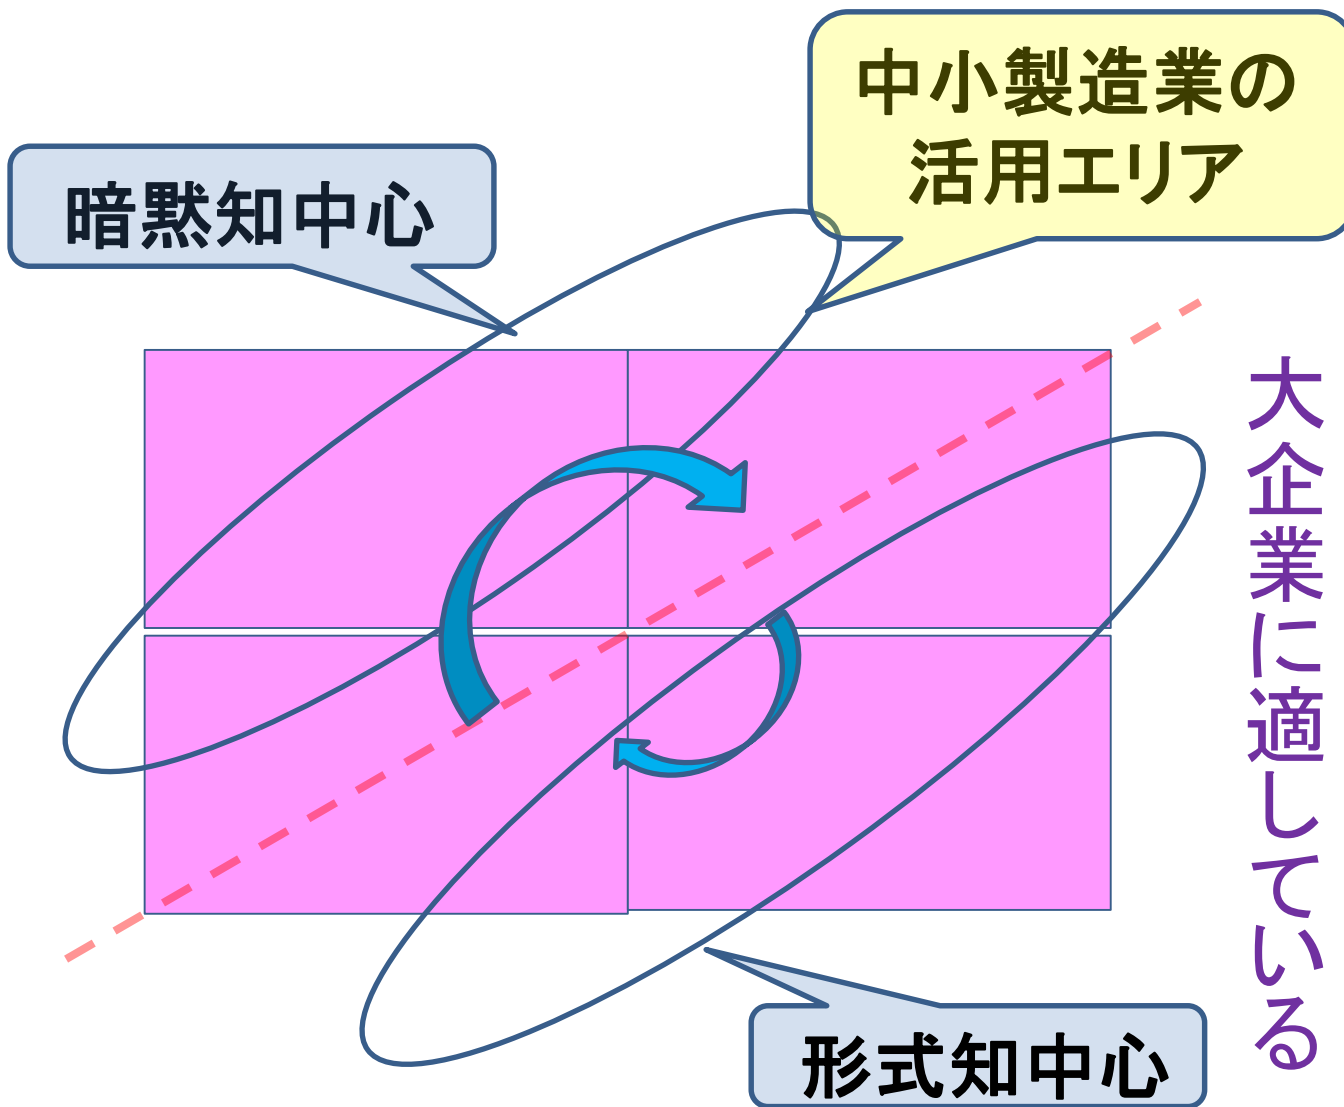 中小製造業の
活用エリア
暗黙知中心
大企業に適している
形式知中心